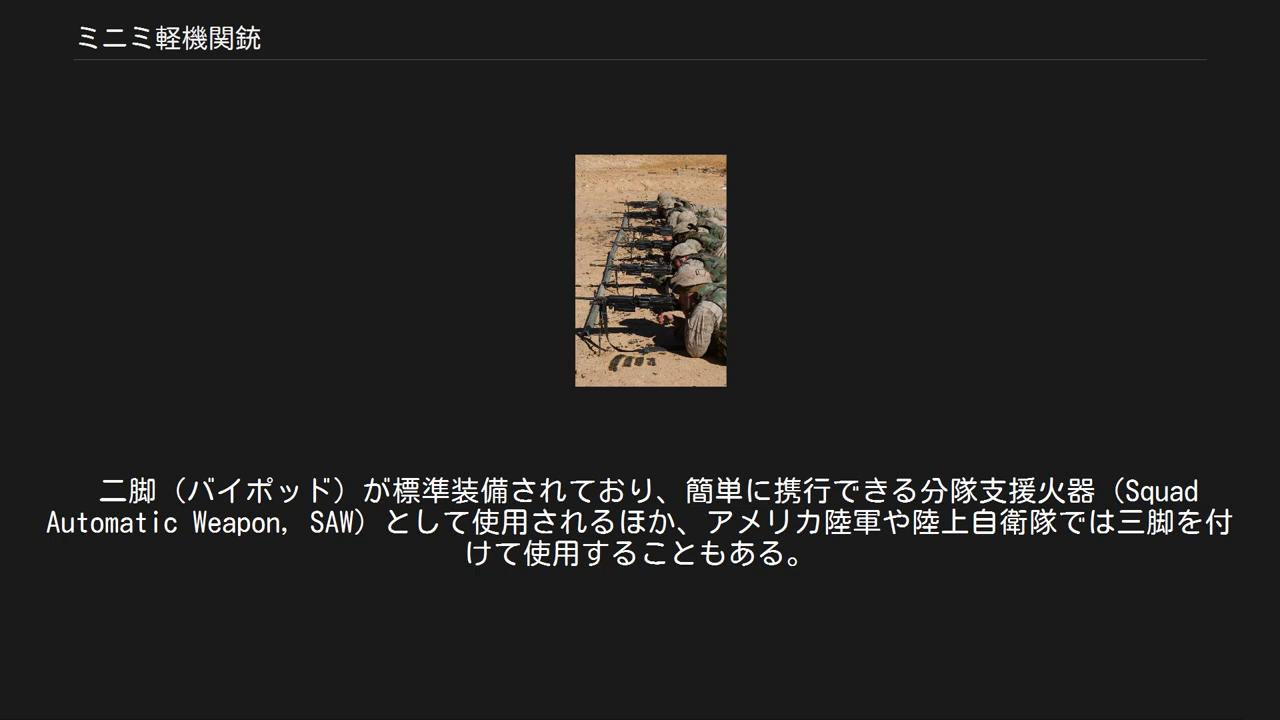 ミニミ軽機関銃
二脚（バイポッド）が標準装備されており、簡単に携行できる分隊支援火器（Squad
Automatic Weapon, SAW）として使用されるほか、アメリカ陸軍や陸上自衛隊では三脚を付
けて使用することもある。